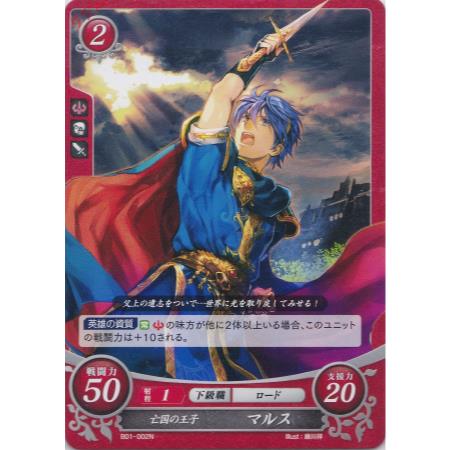 2
父上の遺志をついで…世界に光を取り戻してみせる！
英雄の資質 常 の味方が他に2体以上いる場合、このユニット
の戦闘力は＋10される。
戦闘力
50
射程 1 下級職 ロード
支援力
20
亡国の王子 マルス
B01-002N
Illust：